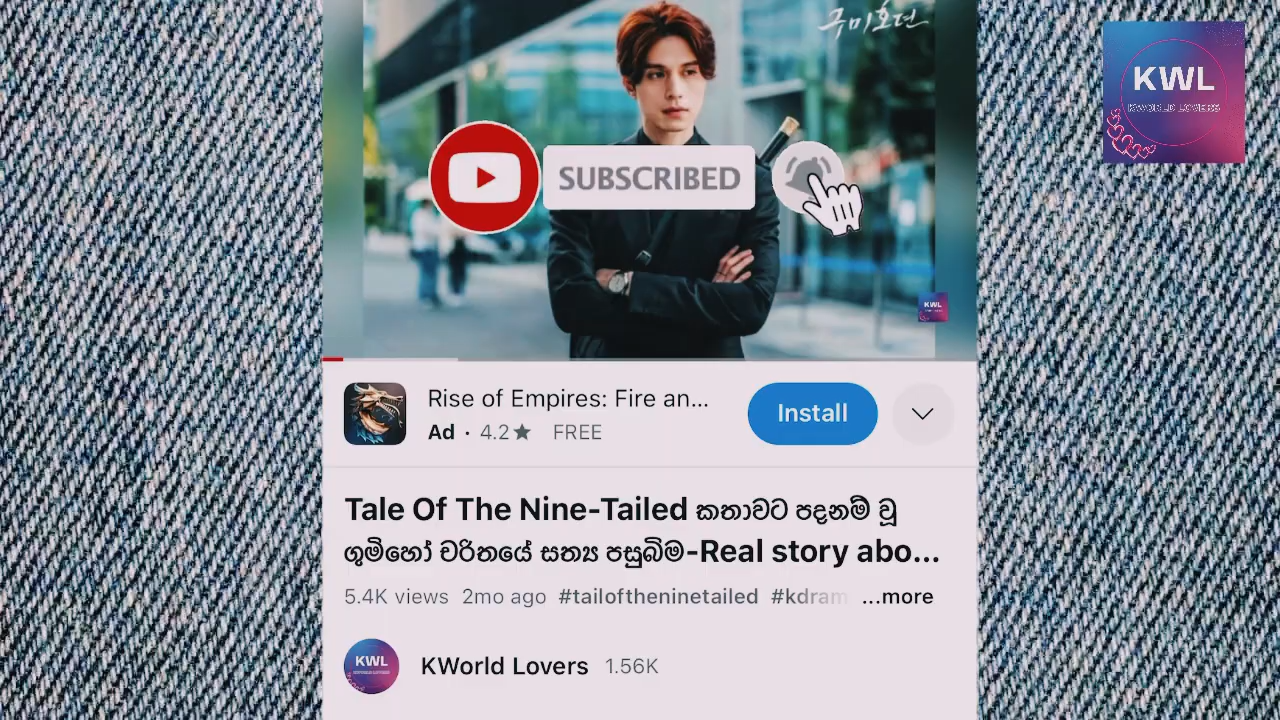 구미호뎐
KWL
KWORLD LOVERS
SUBSCRIBED
KWL
Rise of Empires: Fire an...
Install
Ad · 4.2★ FREE
Tale Of The Nine-Tailed කතාවට පදනම් වූ
ගුමිහෝ චරිතයේ සත්‍ය පසුබිම-Real story abo...
5.4K views 2mo ago #tailoftheninetailed #kdram ...more
KWL
KWorld Lovers 1.56K